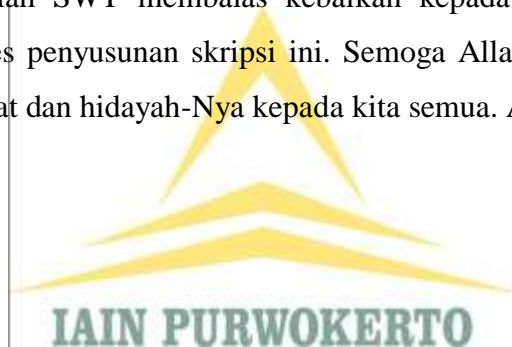 SWT membalas kebaikan kepada
penyusunan skripsi ini. Semoga
dan hidayah-Nya kepada kita semua.
IAIN PURWOKERTO